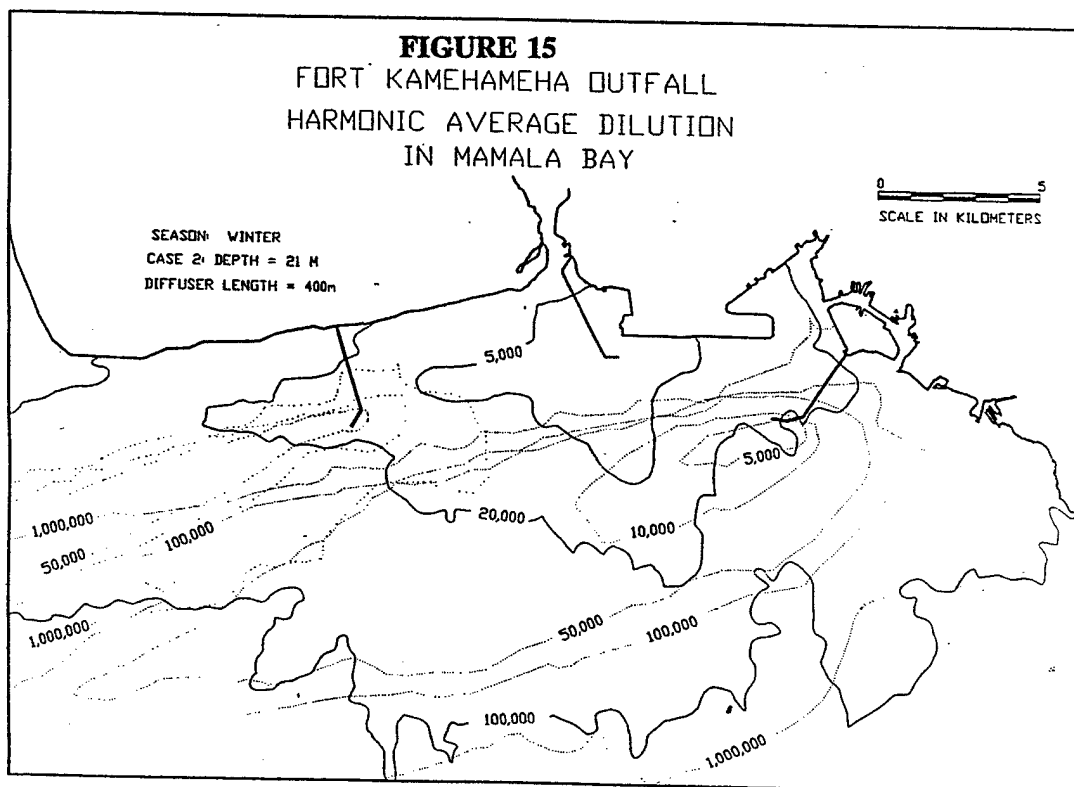 FIGURE 15
FORT KAMEHAMEHA OUTFALL
HARMONIC AVERAGE DILUTION
IN MAMALA BAY
0 5
SCALE IN KILOMETERS
SEASON: WINTER
CASE 2: DEPTH = 21 M
DIFFUSER LENGTH = 400m
5,000
5,000
1,000,000
50,000
100,000
20,000
10,000
1,000,000
50,000
100,000
100,000
1,000,000